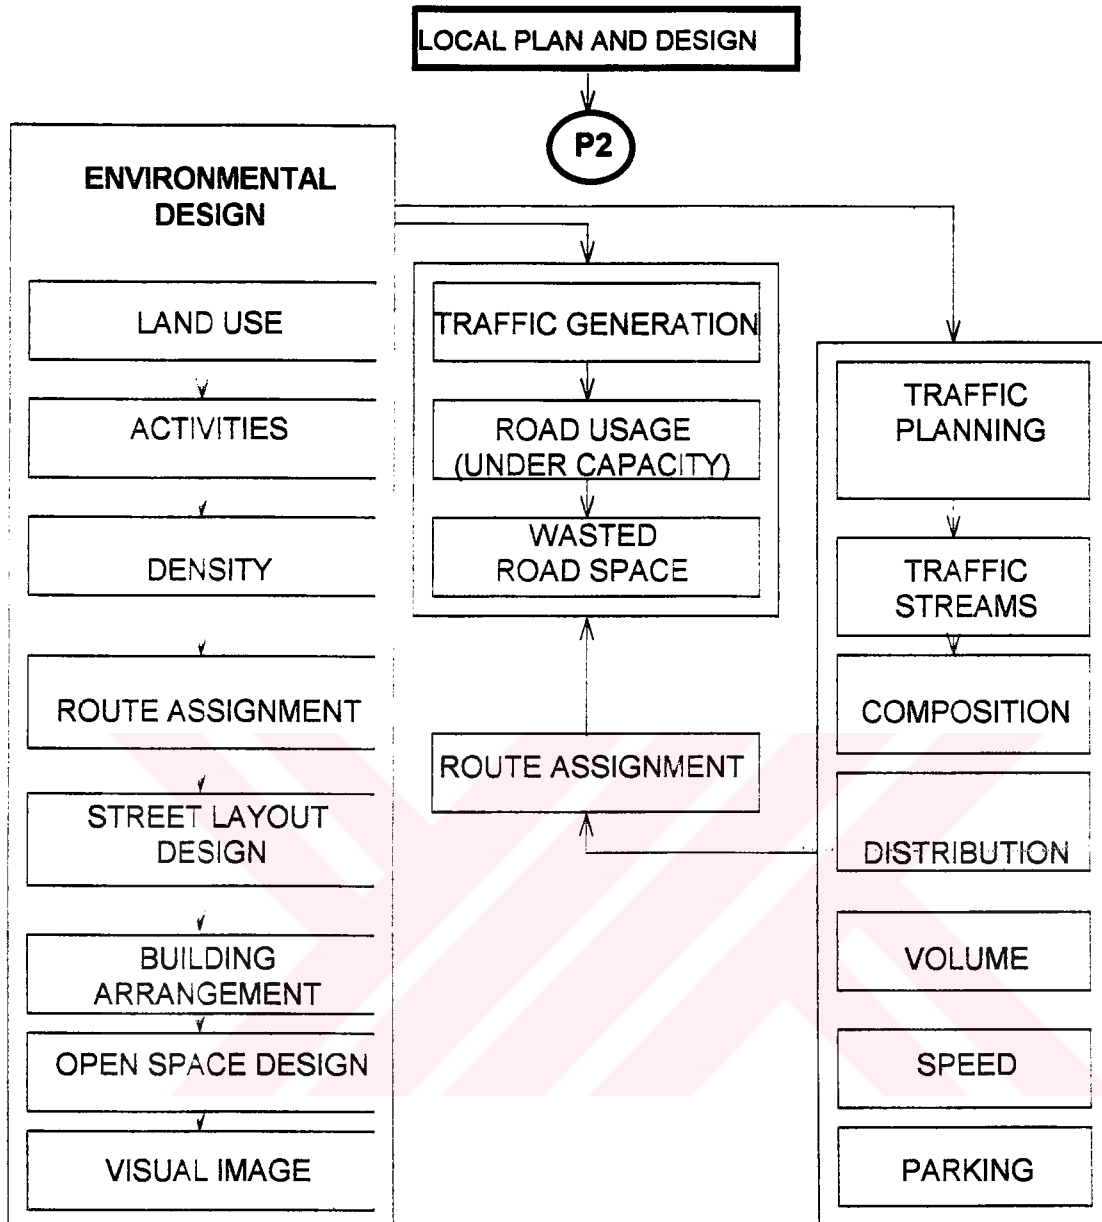 LOCAL PLAN AND DESIGN
P2
ENVIRONMENTAL
DESIGN
LAND USE
ACTIVITIES
DENSITY
ROUTE ASSIGNMENT
STREET LAYOUT
DESIGN
BUILDING
ARRANGEMENT
OPEN SPACE DESIGN
VISUAL IMAGE
TRAFFIC GENERATION
ROAD USAGE
(UNDER CAPACITY)
WASTED
ROAD SPACE
ROUTE ASSIGNMENT
TRAFFIC
PLANNING
TRAFFIC
STREAMS
COMPOSITION
DISTRIBUTION
VOLUME
SPEED
PARKING